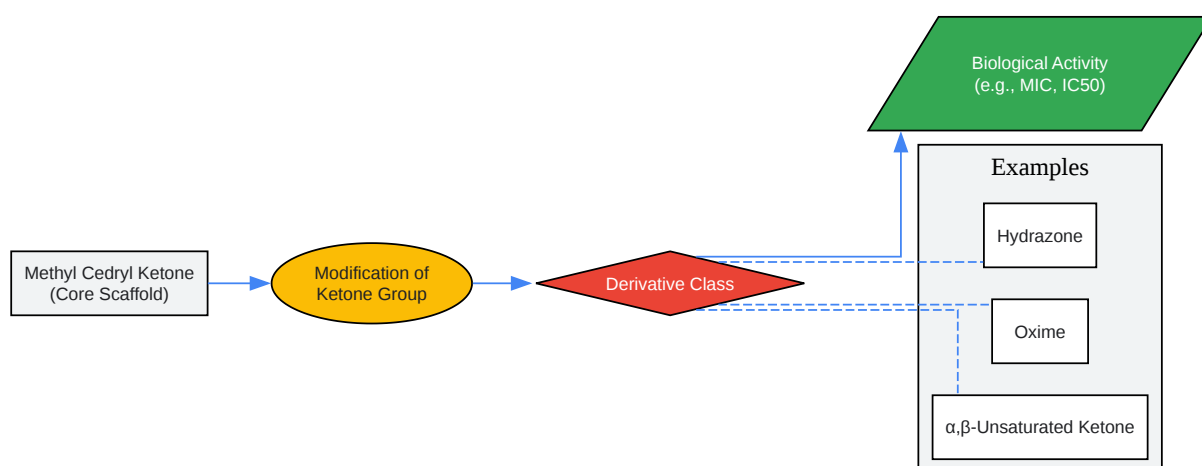 Methyl Cedryl Ketone
(Core Scaffold)
Modification of
Ketone Group
Derivative Class
Biological Activity
(e.g., MIC, IC50)
Examples
Hydrazone
Oxime
α,β-Unsaturated Ketone